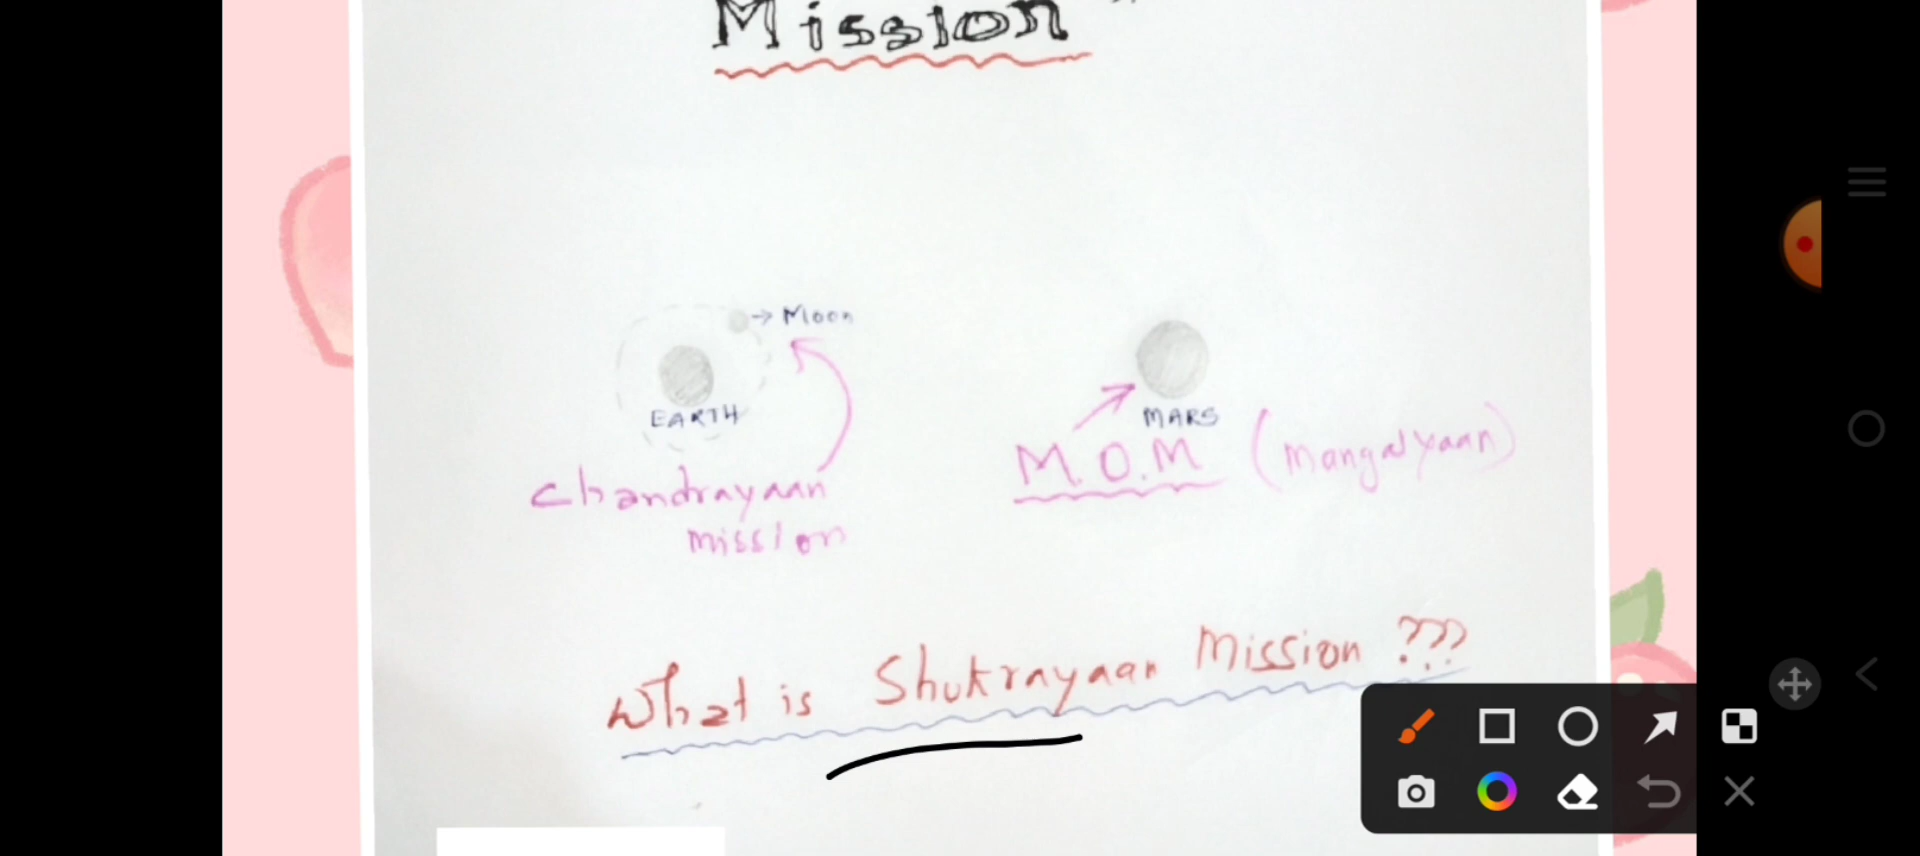 Mission"
→ Moon
EARTH
MARS
Chandrayaan
mission
M.O.M (Mangalyaan)
What is Shukrayaan Mission ???